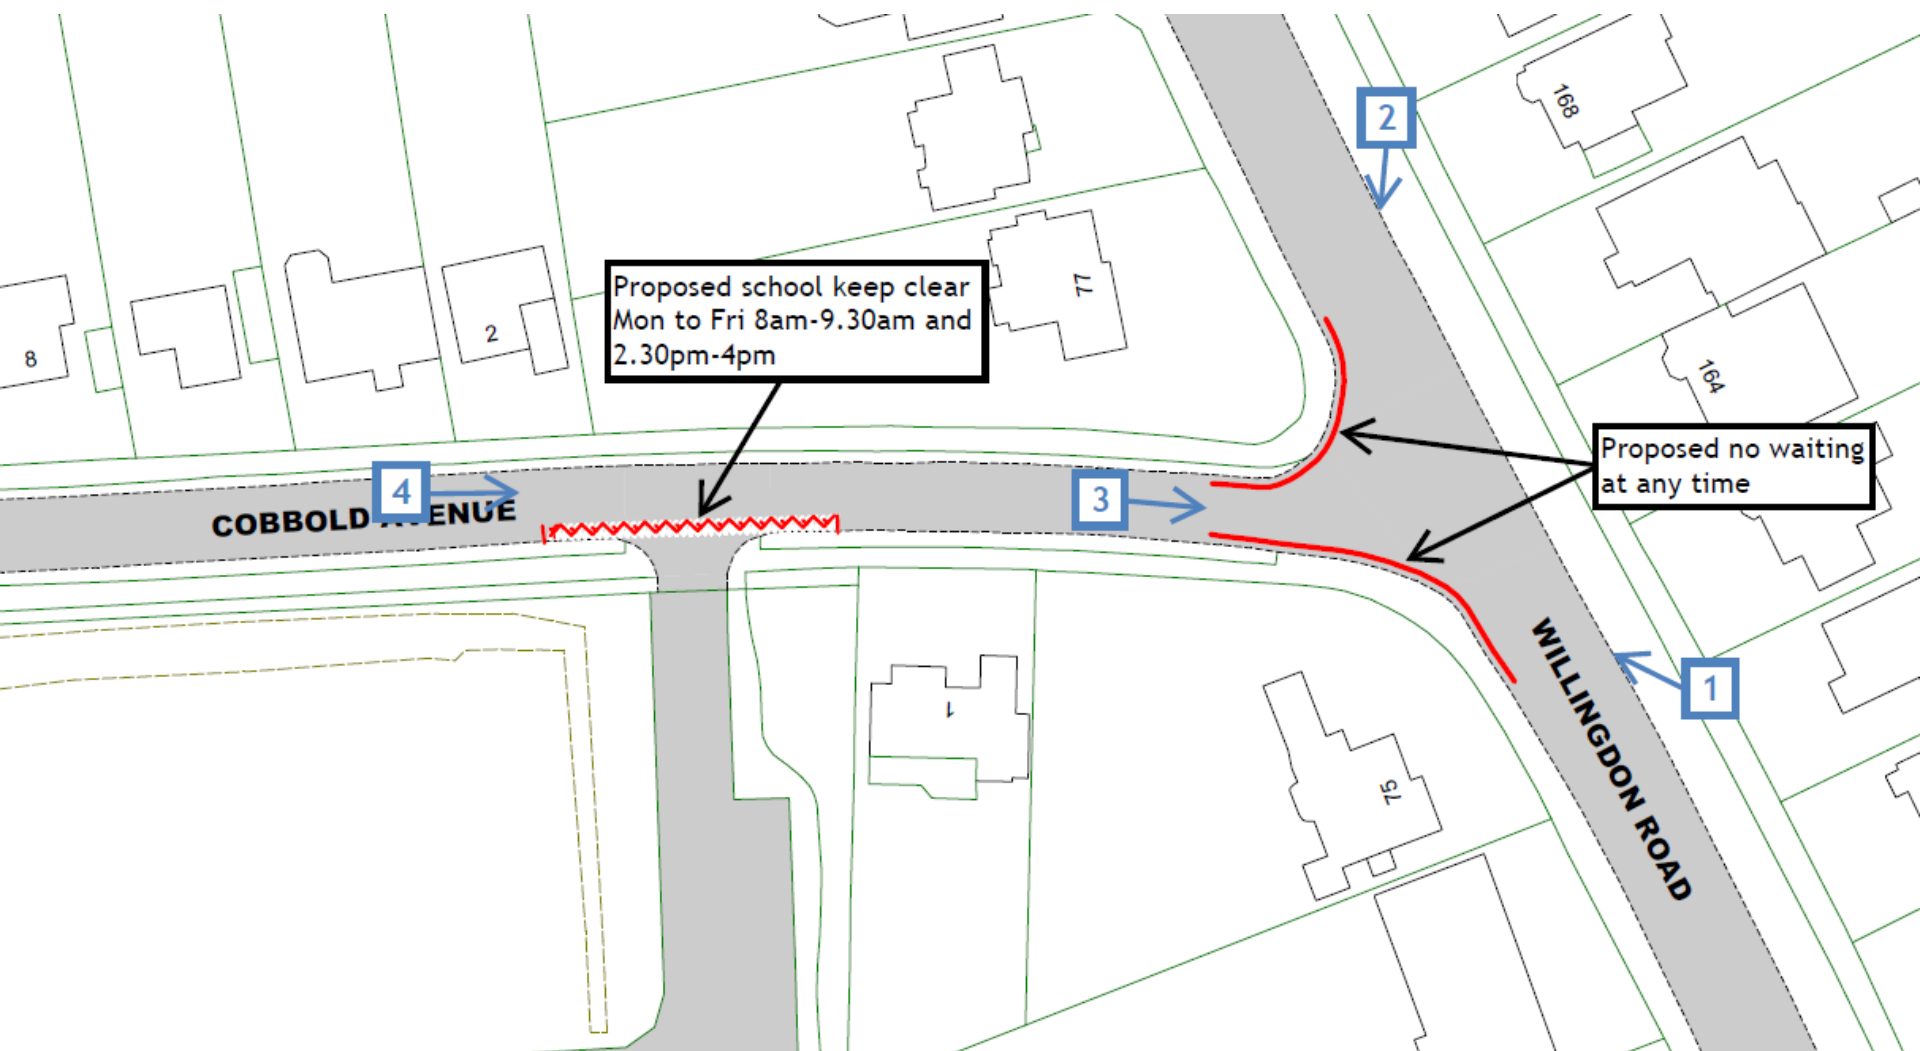 168
2
77
Proposed school keep clear
Mon to Fri 8am-9.30am and
2.30pm-4pm
2
8
164
Proposed no waiting
at any time
4
3
COBBOLD AVENUE
WILLINGDON ROAD
1
1
75